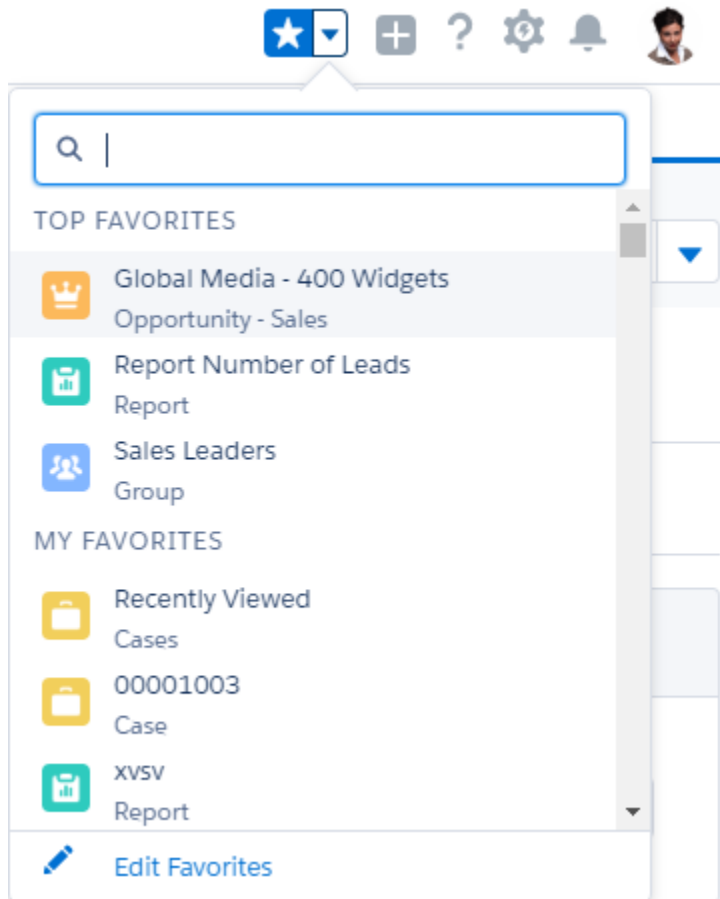 TOP FAVORITES
Global Media - 400 Widgets
Opportunity - Sales
Report Number of Leads
Report
Sales Leaders
Group
MY FAVORITES
Recently Viewed
Cases
00001003
Case
xvsv
Report
Edit Favorites